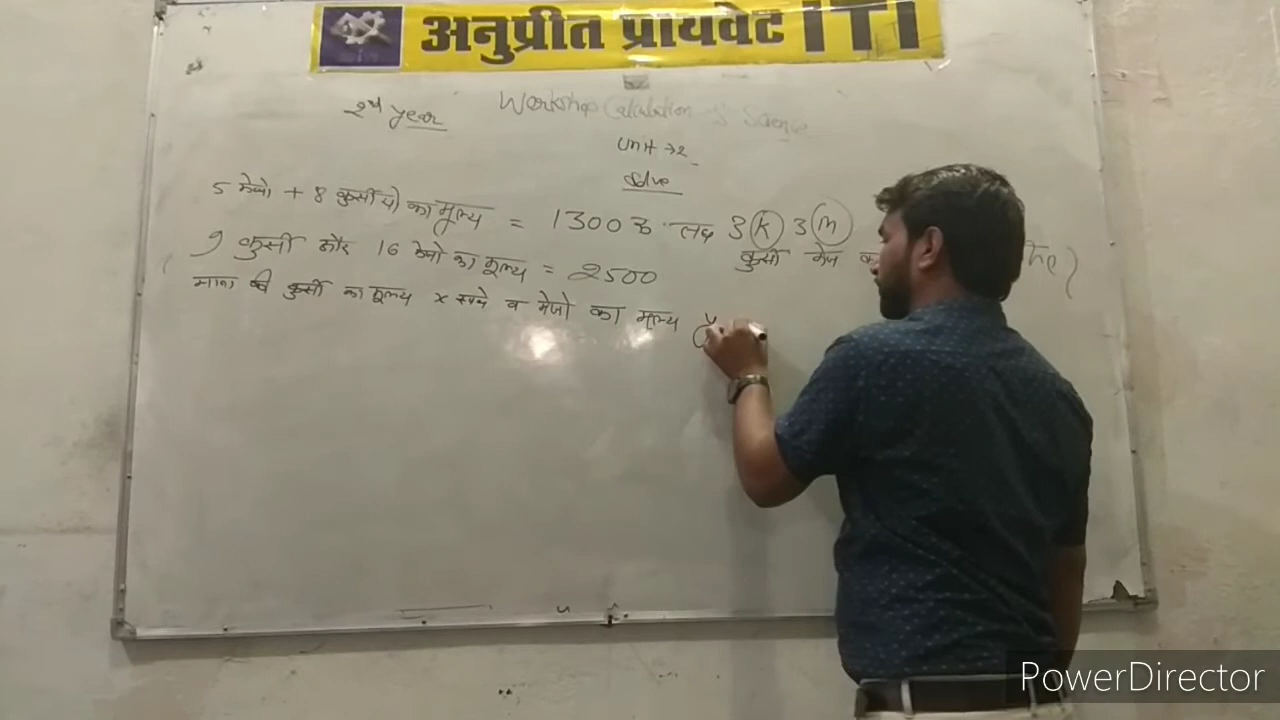 अनुप्रीत प्रायवेट iTi
2nd year
Workshop Calculation & Science
Unit → 2
Solve
5 मेजो + 8 कुर्सीयो का मूल्य = 1300 रू तब 3 (K) 3 (m)
कुर्सी मेज का
9 कुर्सी और 16 मेजो का मूल्य = 2500
माना की कुर्सी का मूल्य x रूपये व मेजो का मूल्य
PowerDirector